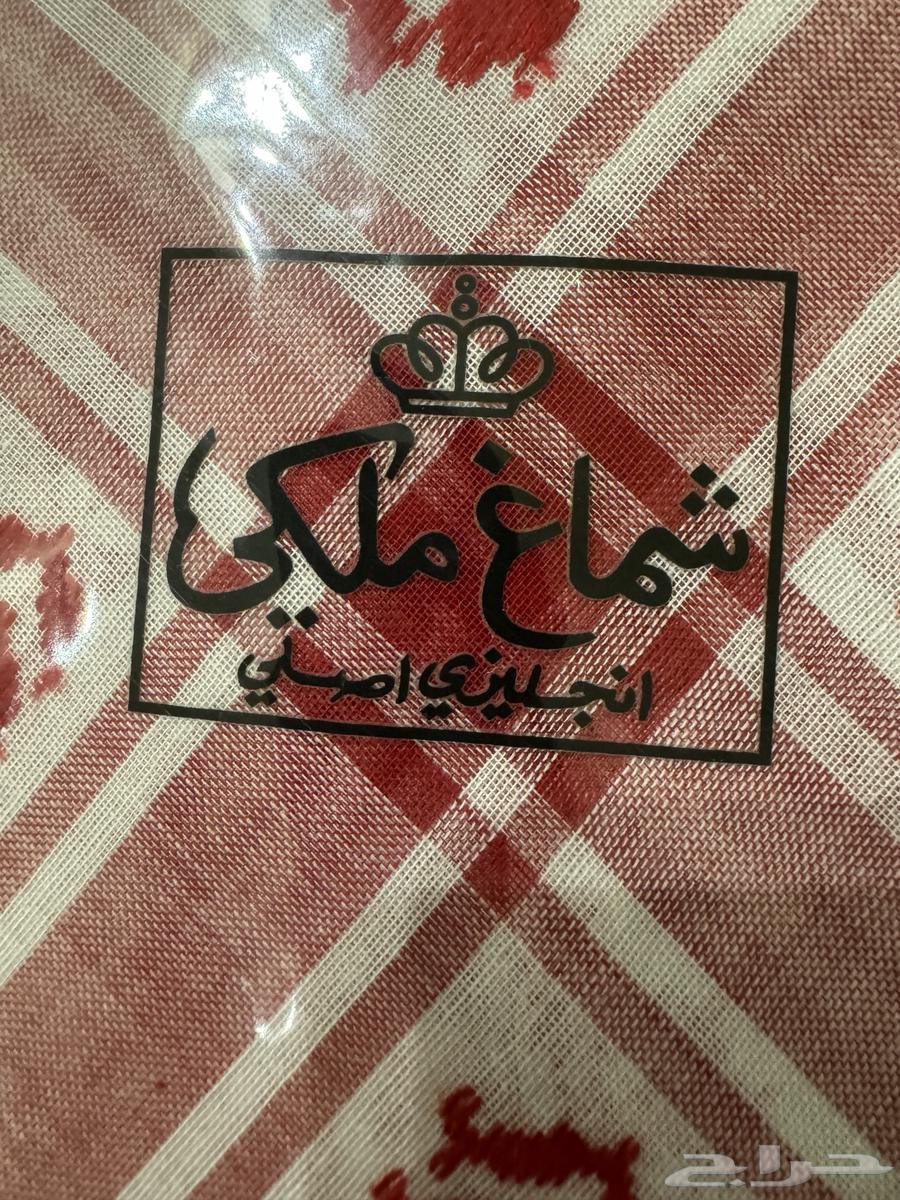 شماغ ملكي
انجليزي اصلي
حراج